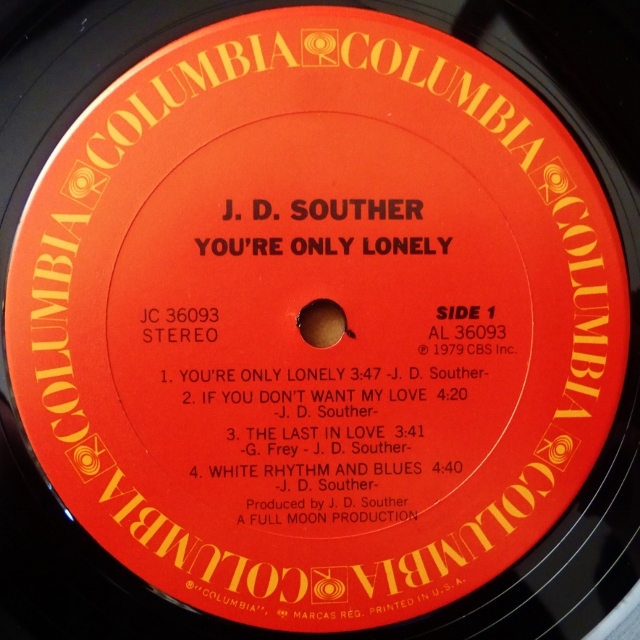 COLUMBIA COLUMBIA COLUMBIA COLUMBIA COLUMBIA COLUMBIA
J. D. SOUTHER
YOU'RE ONLY LONELY
JC 36093
STEREO
SIDE 1
AL 36093
℗ 1979 CBS Inc.
1. YOU'RE ONLY LONELY 3:47 -J. D. Souther-
2. IF YOU DON'T WANT MY LOVE 4:20
-J. D. Souther-
3. THE LAST IN LOVE 3:41
-G. Frey - J. D. Souther-
4. WHITE RHYTHM AND BLUES 4:40
-J. D. Souther-
Produced by J. D. Souther
A FULL MOON PRODUCTION
®"COLUMBIA", MARCAS REG. PRINTED IN U.S.A.